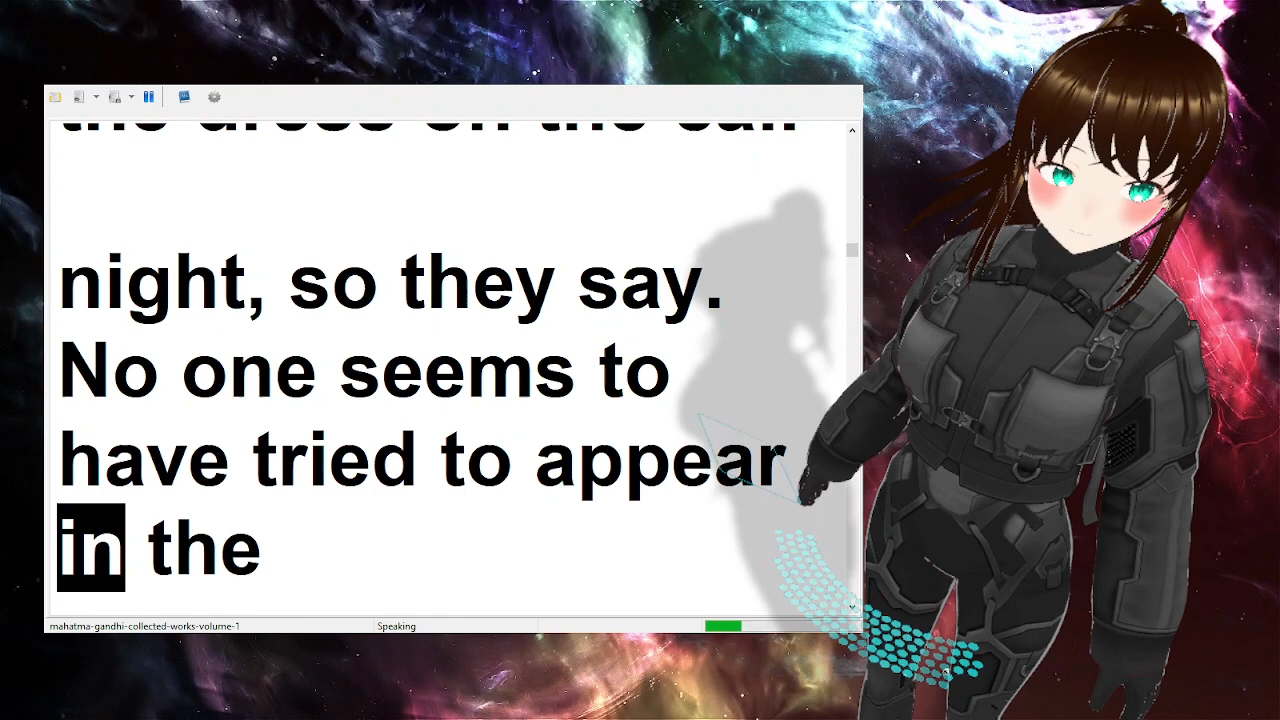 night, so they say.
No one seems to
have tried to appear
in the
mahatma-gandhi-collected-works-volume-1
Speaking